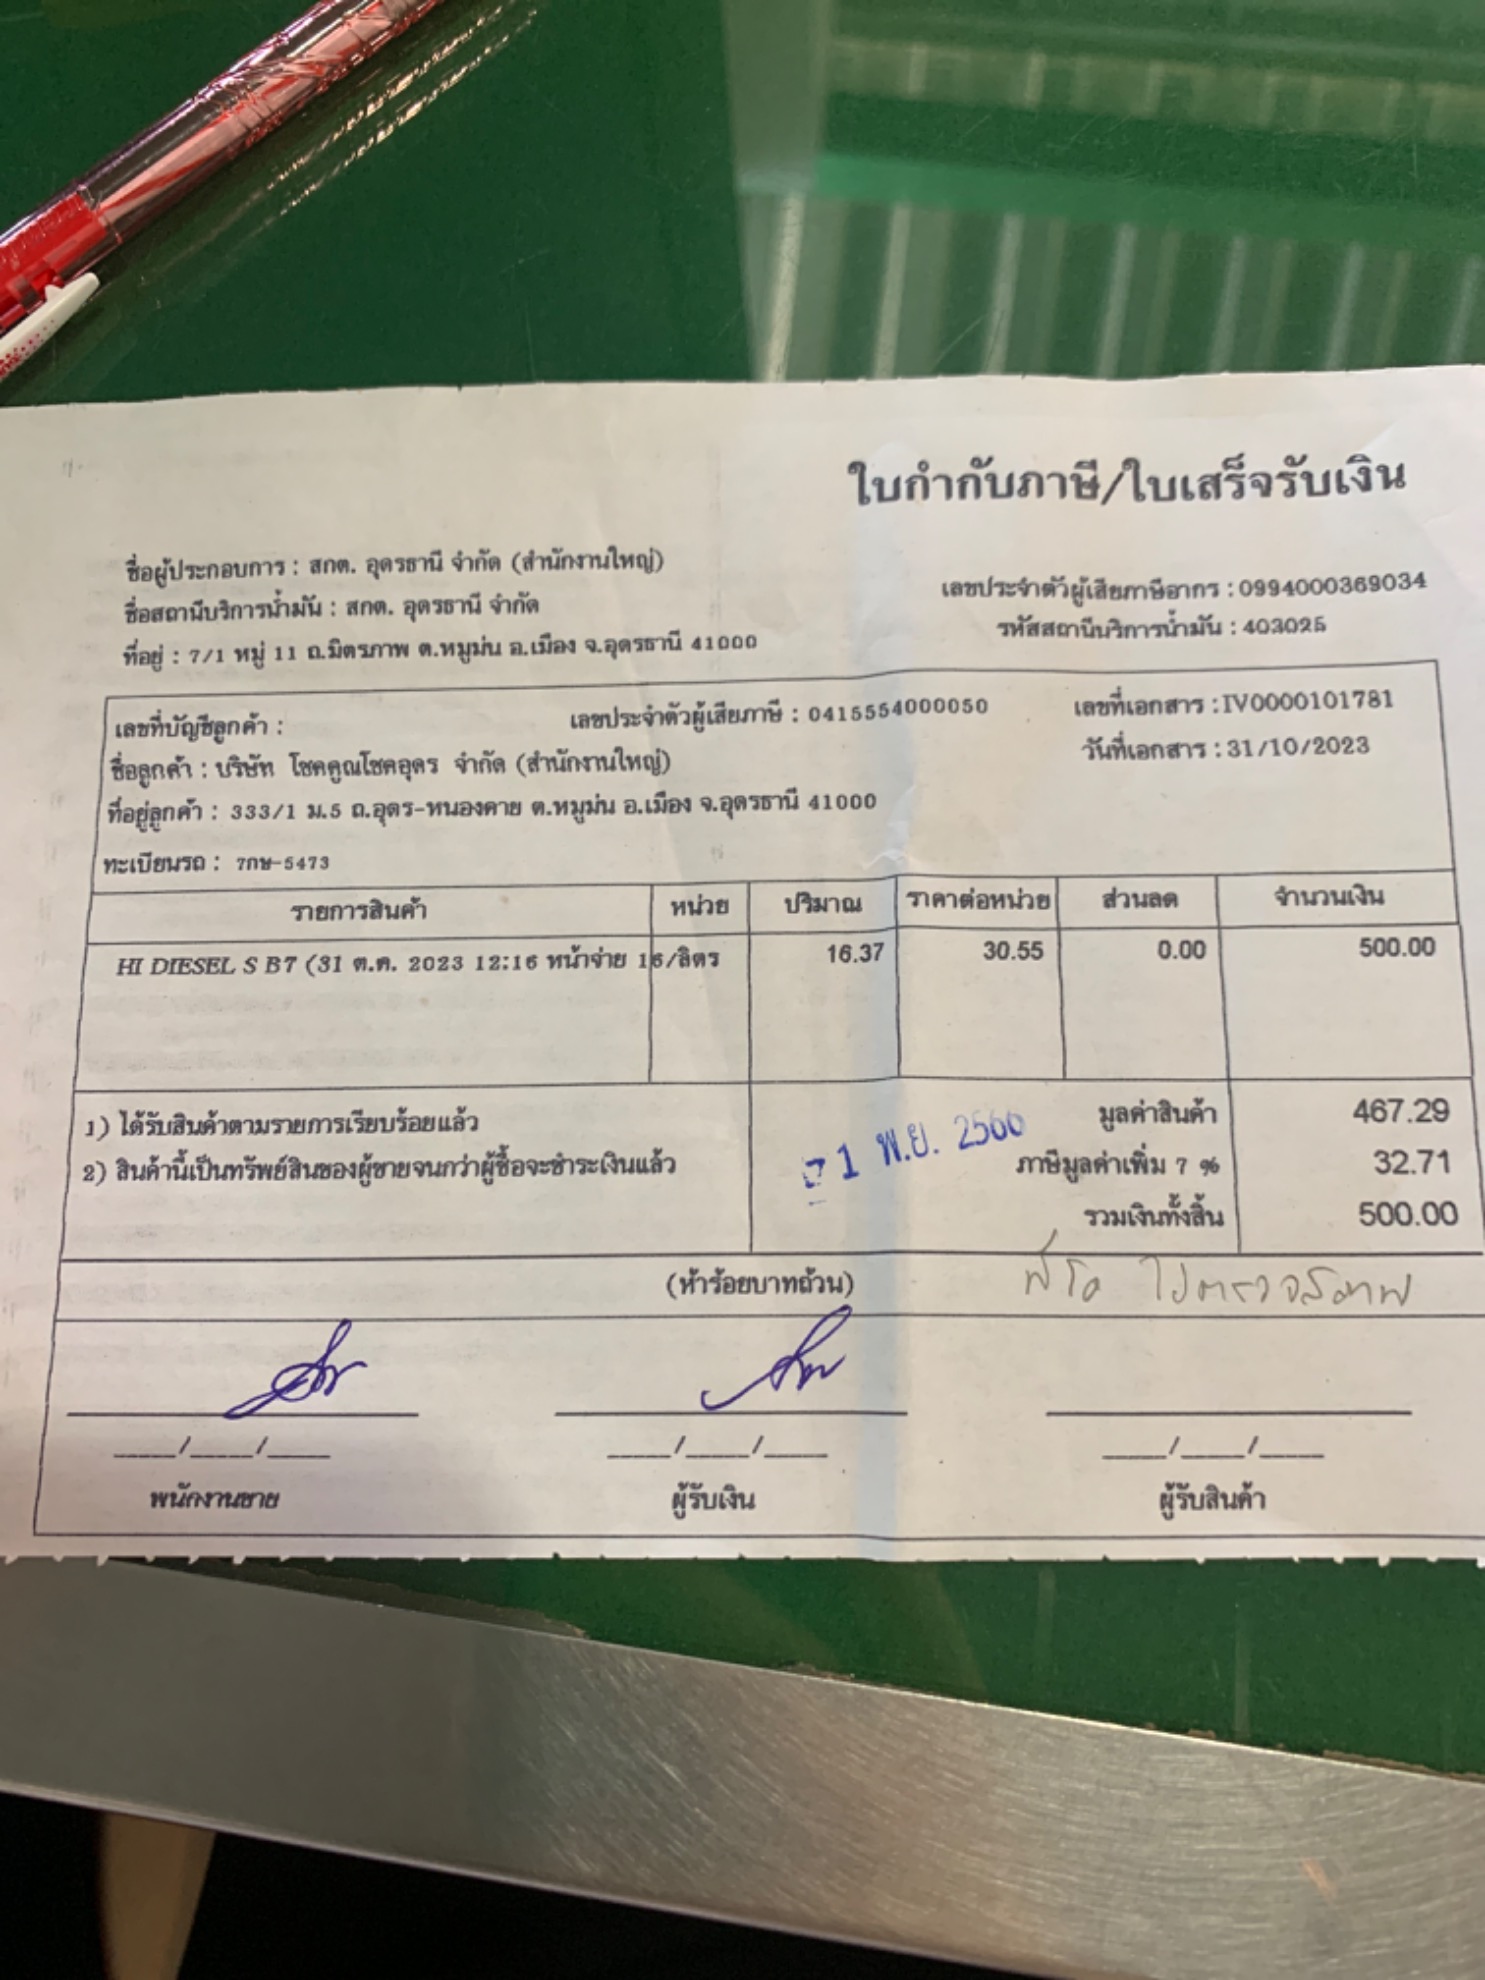 ใบกำกับภาษี/ใบเสร็จรับเงิน
ชื่อผู้ประกอบการ : สกต. อุดรธานี จำกัด (สำนักงานใหญ่)
เลขประจำตัวผู้เสียภาษีอากร : 0994000369034
ชื่อสถานีบริการน้ำมัน : สกต. อุดรธานี จำกัด
รหัสสถานีบริการน้ำมัน : 403025
ที่อยู่ : 7/1 หมู่ 11 ถ.มิตรภาพ ต.หมูม่น อ.เมือง จ.อุดรธานี 41000
เลขที่บัญชีลูกค้า : เลขประจำตัวผู้เสียภาษี : 0415554000050 เลขที่เอกสาร : IV0000101781
ชื่อลูกค้า : บริษัท โชคคูณโชคอุดร จำกัด (สำนักงานใหญ่) วันที่เอกสาร : 31/10/2023
ที่อยู่ลูกค้า : 333/1 ม.5 ถ.อุดร-หนองคาย ต.หมูม่น อ.เมือง จ.อุดรธานี 41000
ทะเบียนรถ : 7กษ-5473
รายการสินค้า หน่วย ปริมาณ ราคาต่อหน่วย ส่วนลด จำนวนเงิน
HI DIESEL S B7 (31 ต.ค. 2023 12:16 หน้าจ่าย 16/ลิตร 16.37 30.55 0.00 500.00
1) ได้รับสินค้าตามรายการเรียบร้อยแล้ว มูลค่าสินค้า 467.29
2) สินค้านี้เป็นทรัพย์สินของผู้ขายจนกว่าผู้ซื้อจะชำระเงินแล้ว ภาษีมูลค่าเพิ่ม 7 % 32.71
พ.ย.
รวมเงินทั้งสิ้น 500.00
(ห้าร้อยบาทถ้วน) ไปตรวจสภาพ
____/____/____ ____/____/____ ____/____/____
พนักงานขาย ผู้รับเงิน ผู้รับสินค้า